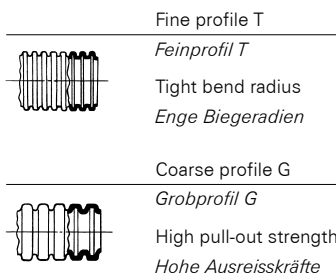 Fine profile T
Feinprofil T
Tight bend radius
Enge Biegeradien
Coarse profile G
Grobprofil G
High pull-out strength
Hohe Ausreisskräfte